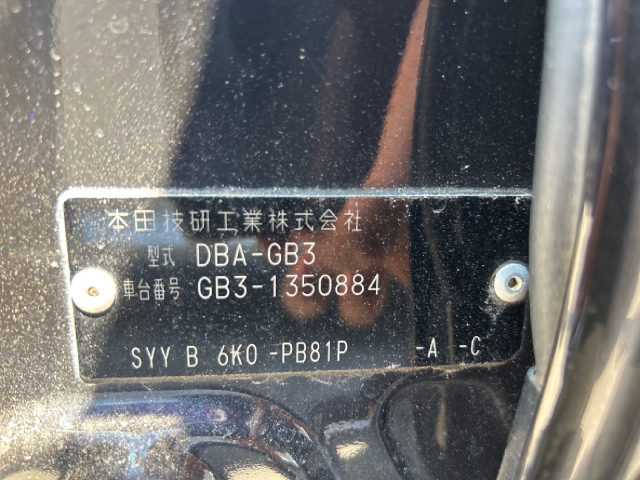 本田技研工業株式会社
型式 DBA-GB3
車台番号 GB3-1350884
SYY B 6K0 -PB81P -A -C